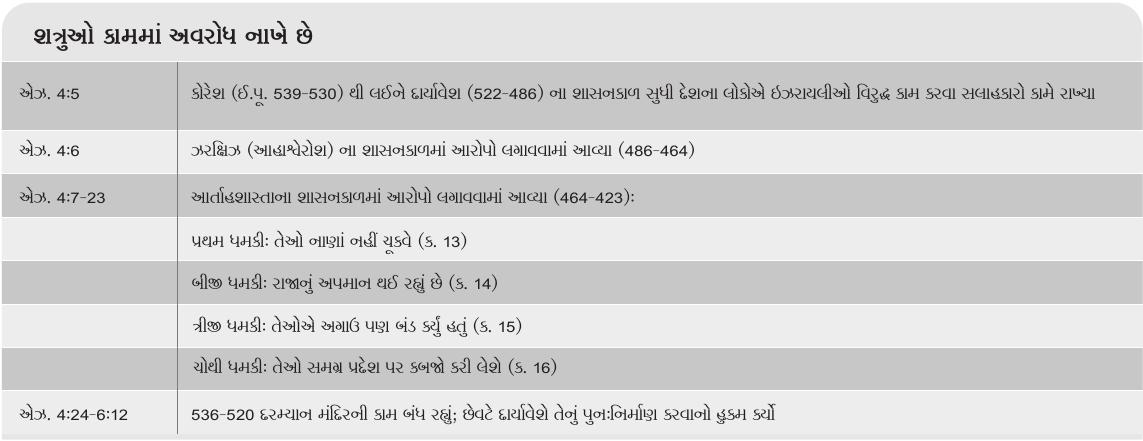 શત્રુઓ કામમાં અવરોધ નાખે છે
એઝ. 4:5 કોરેશ (ઈ.પૂ. 539-530) થી લઈને દાર્યાવેશ (522-486) ના શાસનકાળ સુધી દેશના લોકોએ ઇઝરાયલીઓ વિરુદ્ધ કામ કરવા સલાહકારો કામે રાખ્યા
એઝ. 4:6 ઝરક્ષિઝ (આહાશ્વેરોશ) ના શાસનકાળમાં આરોપો લગાવવામાં આવ્યા (486-464)
એઝ. 4:7-23 આર્તાહશાસ્તાના શાસનકાળમાં આરોપો લગાવવામાં આવ્યા (464-423):
પ્રથમ ધમકી: તેઓ નાણાં નહીં ચૂકવે (ક. 13)
બીજી ધમકી: રાજાનું અપમાન થઈ રહ્યું છે (ક. 14)
ત્રીજી ધમકી: તેઓએ અગાઉ પણ બંડ કર્યું હતું (ક. 15)
ચોથી ધમકી: તેઓ સમગ્ર પ્રદેશ પર કબજો કરી લેશે (ક. 16)
એઝ. 4:24-6:12 536-520 દરમ્યાન મંદિરની કામ બંધ રહ્યું; છેવટે દાર્યાવેશે તેનું પુનઃનિર્માણ કરવાનો હુકમ કર્યો